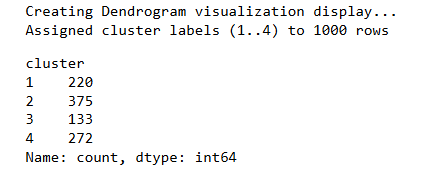 Creating Dendrogram visualization display...
Assigned cluster labels (1..4) to 1000 rows
cluster
1    220
2    375
3    133
4    272
Name: count, dtype: int64